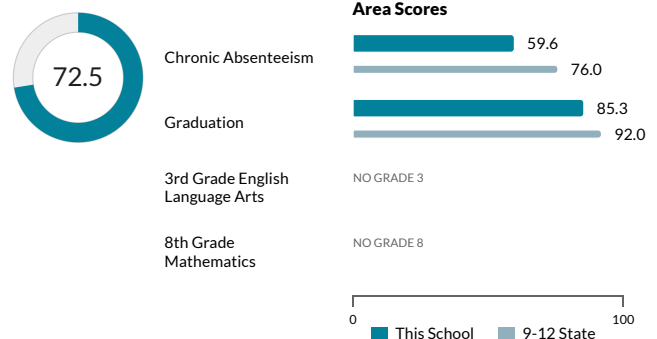 Area Scores
72.5
Chronic Absenteeism
59.6
76.0
Graduation
85.3
92.0
3rd Grade English
Language Arts
NO GRADE 3
8th Grade
Mathematics
NO GRADE 8
0
100
This School
9-12 State